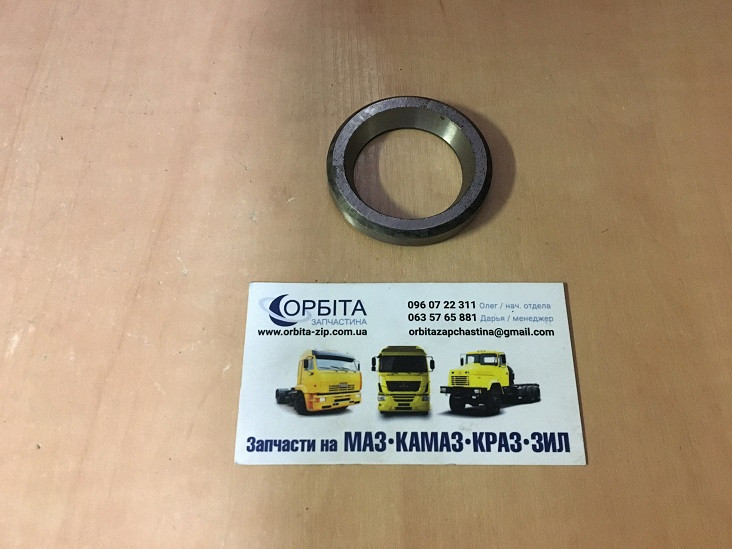 ОРБІТА
ЗАПЧАСТИНА
www.orbita-zip.com.ua
096 07 22 311 Олег / нач. отдела
063 57 65 881 Дарья / менеджер
orbitazapchastina@gmail.com
Запчасти на МАЗ•КАМАЗ•КРАЗ•ЗИЛ